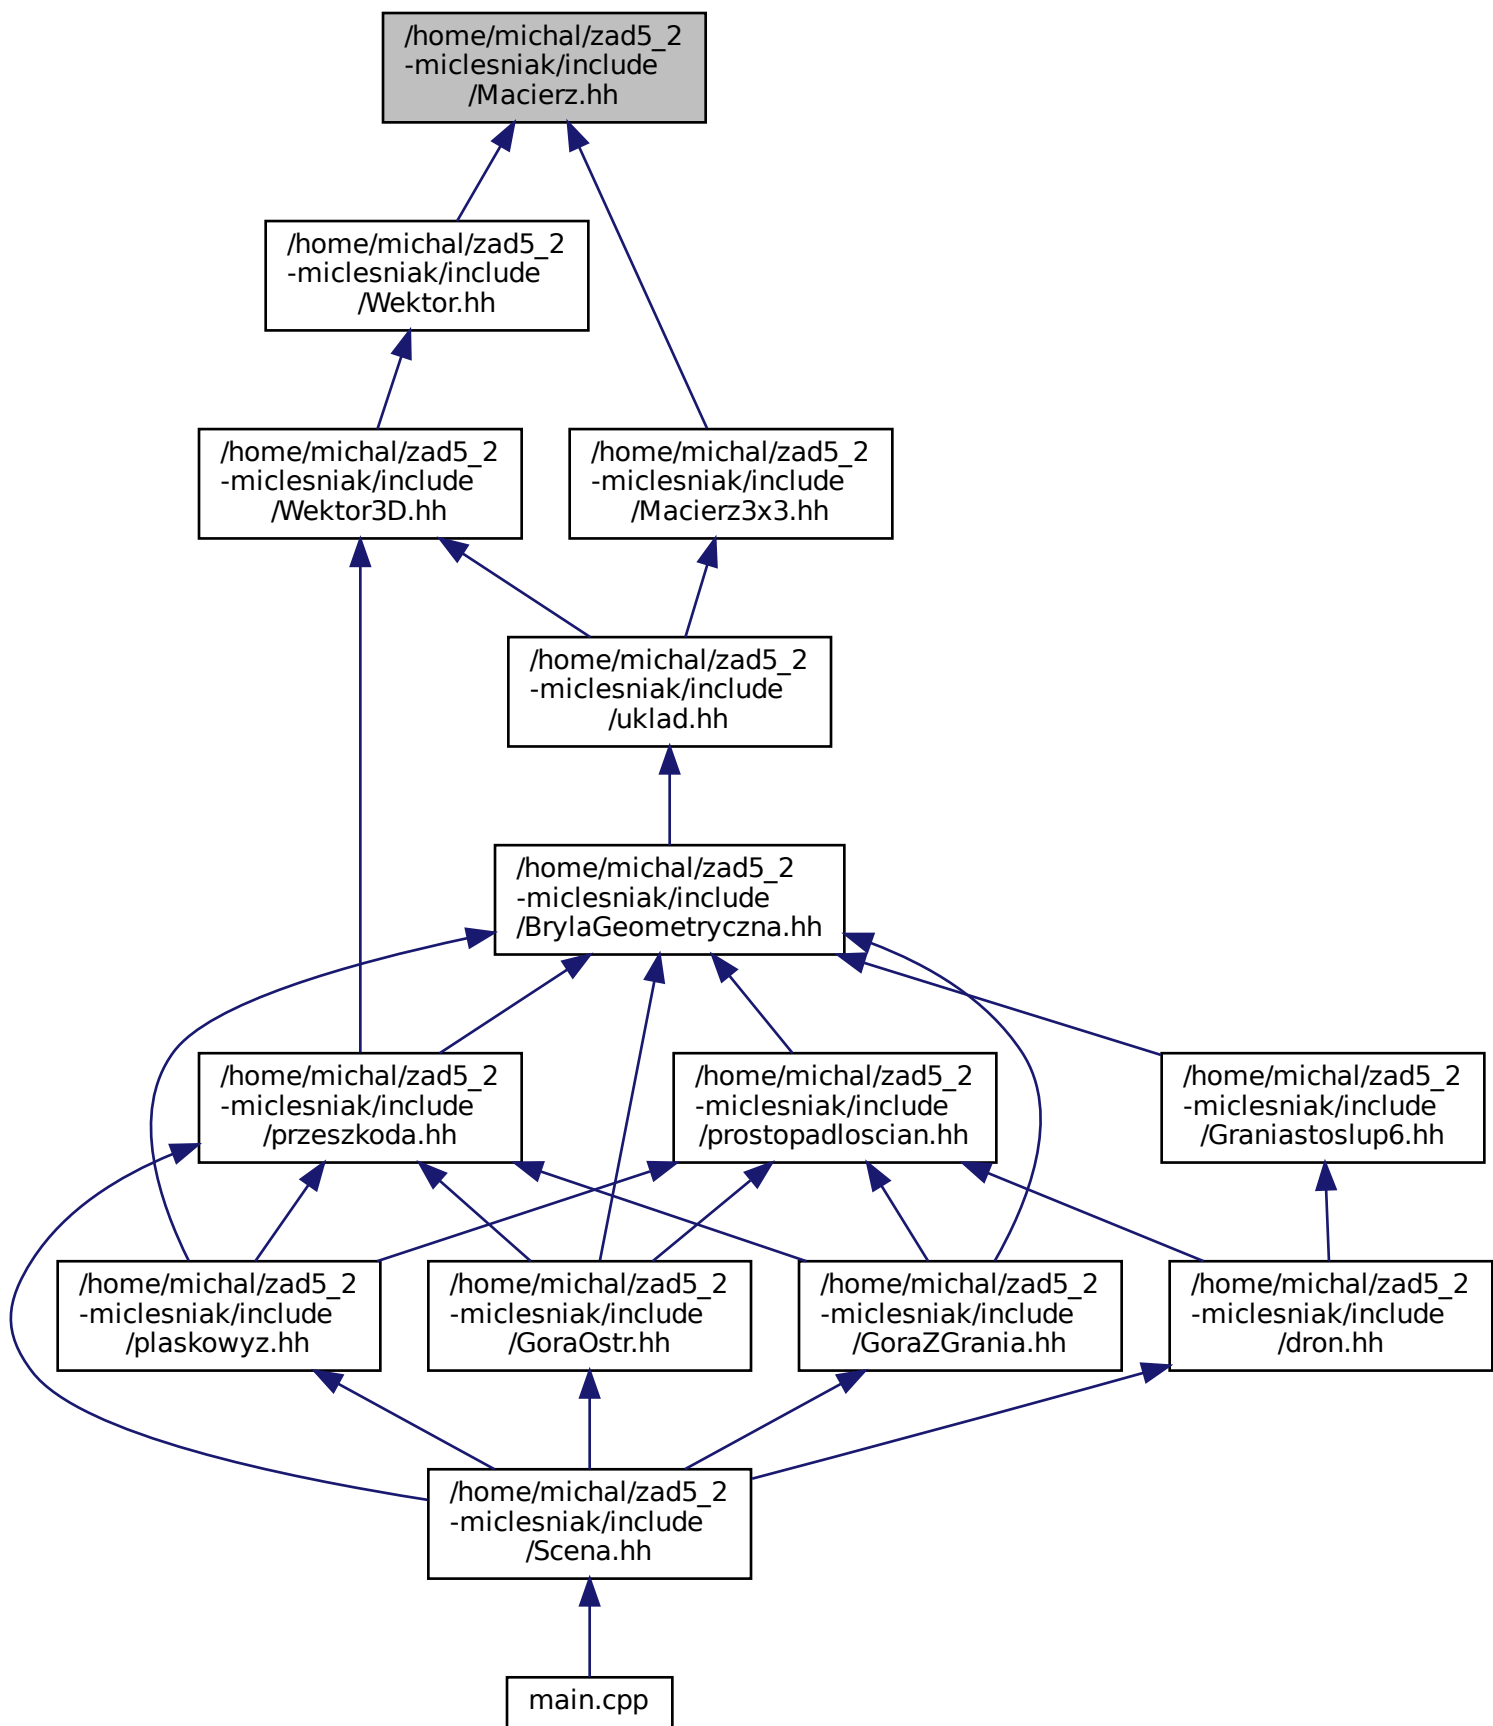 /home/michal/zad5_2
-miclesniak/include
/Macierz.hh
/home/michal/zad5_2
-miclesniak/include
/Wektor.hh
/home/michal/zad5_2
-miclesniak/include
/Wektor3D.hh
/home/michal/zad5_2
-miclesniak/include
/Macierz3x3.hh
/home/michal/zad5_2
-miclesniak/include
/uklad.hh
/home/michal/zad5_2
-miclesniak/include
/BrylaGeometryczna.hh
/home/michal/zad5_2
-miclesniak/include
/przeszkoda.hh
/home/michal/zad5_2
-miclesniak/include
/prostopadloscian.hh
/home/michal/zad5_2
-miclesniak/include
/Graniastoslup6.hh
/home/michal/zad5_2
-miclesniak/include
/plaskowyz.hh
/home/michal/zad5_2
-miclesniak/include
/GoraOstr.hh
/home/michal/zad5_2
-miclesniak/include
/GoraZGrania.hh
/home/michal/zad5_2
-miclesniak/include
/dron.hh
/home/michal/zad5_2
-miclesniak/include
/Scena.hh
main.cpp